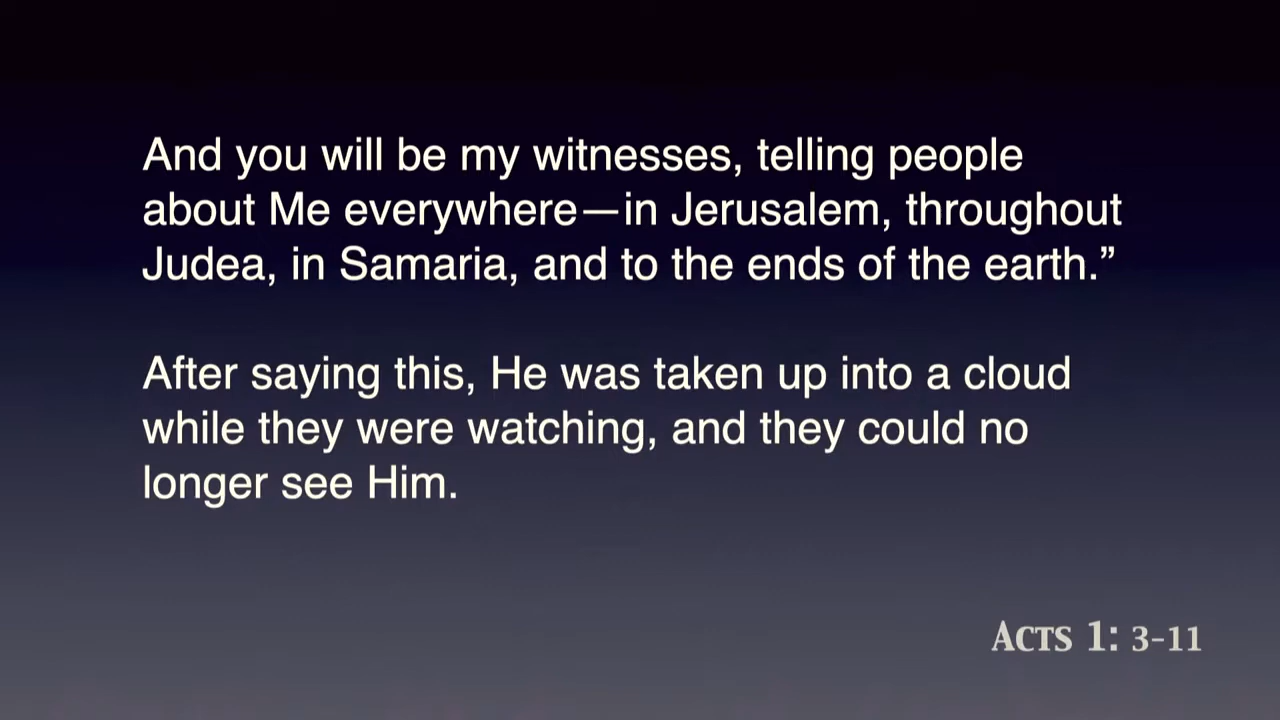 And you will be my witnesses, telling people
about Me everywhere—in Jerusalem, throughout
Judea, in Samaria, and to the ends of the earth.”
After saying this, He was taken up into a cloud
while they were watching, and they could no
longer see Him.
Acts 1: 3-11